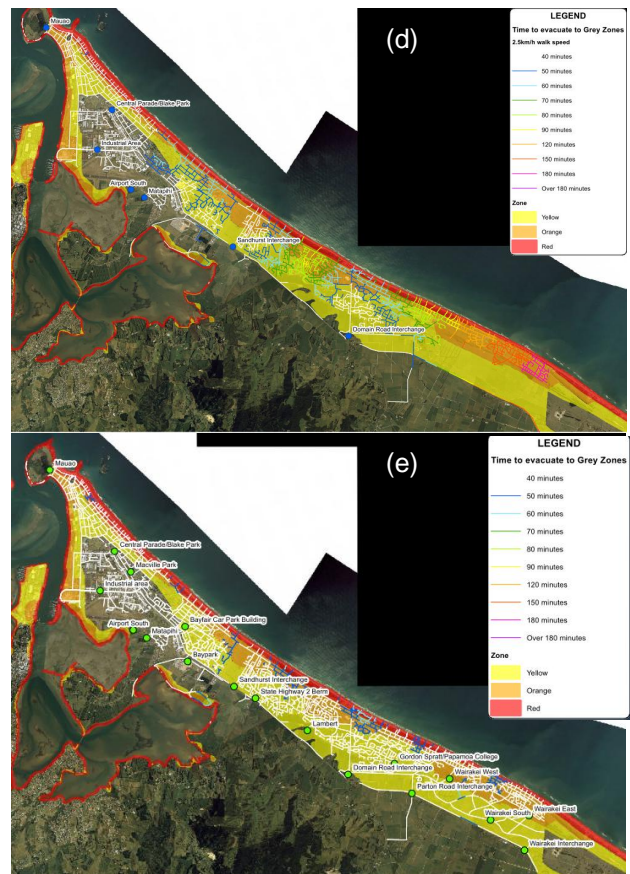 (d)
LEGEND
Time to evacuate to Grey Zones
2.5km/h walk speed
40 minutes
50 minutes
60 minutes
70 minutes
80 minutes
90 minutes
120 minutes
150 minutes
180 minutes
Over 180 minutes
Zone
Yellow
Orange
Red
Mauao
Central Parade/Blake Park
Industrial Area
Airport South
Matapihi
Sandhurst Interchange
Domain Road Interchange
(e)
LEGEND
Time to evacuate to Grey Zones
40 minutes
50 minutes
60 minutes
70 minutes
80 minutes
90 minutes
120 minutes
150 minutes
180 minutes
Over 180 minutes
Zone
Yellow
Orange
Red
Mauao
Central Parade/Blake Park
Macville Park
Industrial area
Airport South
Bayfair Car Park Building
Matapihi
Baypark
Sandhurst Interchange
State Highway 2 Berm
Lambert
Gordon Spratt/Papamoa College
Domain Road Interchange
Wairakei West
Parton Road Interchange
Wairakei South
Wairakei East
Wairakei Interchange